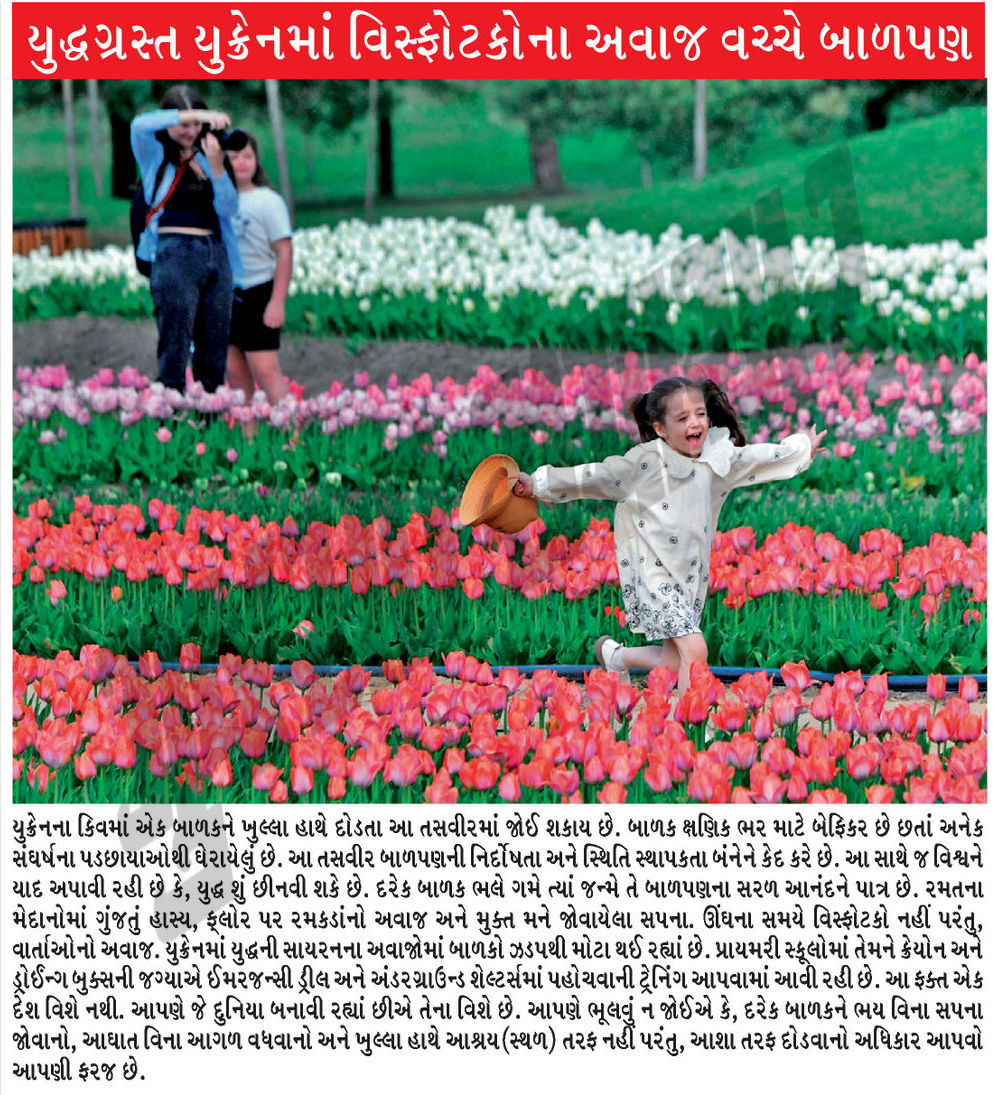 યુદ્ધગ્રસ્ત યુક્રેનમાં વિસ્ફોટકોના અવાજ વચ્ચે બાળપણ
યુક્રેનના કિવમાં એક બાળકને ખુલ્લા હાથે દોડતા આ તસવીરમાં જોઈ શકાય છે. બાળક ક્ષણિક ભર માટે બેફિકર છે છતાં અનેક
સંઘર્ષના પડછાયાઓથી ઘેરાયેલું છે. આ તસવીર બાળપણની નિર્દોષતા અને સ્થિતિ સ્થાપકતા બંનેને કેદ કરે છે. આ સાથે જ વિશ્વને
યાદ અપાવી રહી છે કે, યુદ્ધ શું છીનવી શકે છે. દરેક બાળક ભલે ગમે ત્યાં જન્મે તે બાળપણના સરળ આનંદને પાત્ર છે. રમતના
મેદાનોમાં ગુંજતું હાસ્ય, ફ્લોર પર રમકડાંનો અવાજ અને મુક્ત મને જોવાયેલા સપના. ઊંઘના સમયે વિસ્ફોટકો નહીં પરંતુ,
વાર્તાઓનો અવાજ. યુક્રેનમાં યુદ્ધની સાયરનના અવાજોમાં બાળકો ઝડપથી મોટા થઈ રહ્યાં છે. પ્રાયમરી સ્કૂલોમાં તેમને ક્રેયોન અને
ડ્રોઈંન્ગ બુક્સની જગ્યાએ ઈમરજન્સી ડ્રીલ અને અંડરગ્રાઉન્ડ શેલ્ટર્સમાં પહોચવાની ટ્રેનિંગ આપવામાં આવી રહી છે. આ ફક્ત એક
દેશ વિશે નથી. આપણે જે દુનિયા બનાવી રહ્યાં છીએ તેના વિશે છે. આપણે ભૂલવું ન જોઈએ કે, દરેક બાળકને ભય વિના સપના
જોવાનો, આઘાત વિના આગળ વધવાનો અને ખુલ્લા હાથે આશ્રય(સ્થળ) તરફ નહીં પરંતુ, આશા તરફ દોડવાનો અધિકાર આપવો
આપણી ફરજ છે.